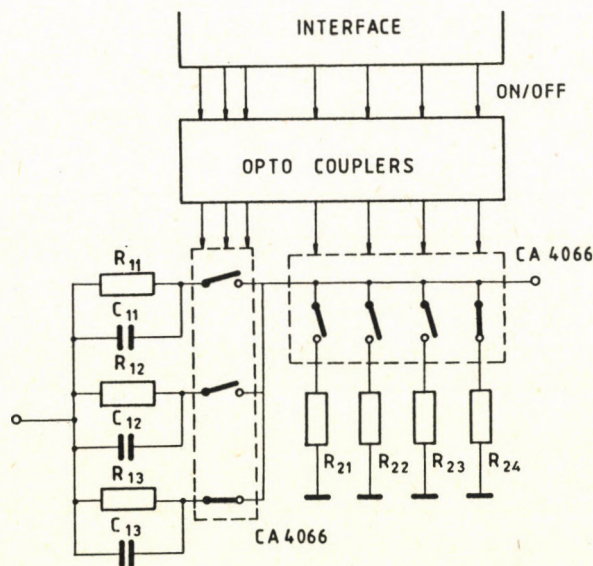 INTERFACE
ON/OFF
OPTO COUPLERS
CA 4066
R11
C11
R12
C12
R13
C13
R21
R22
R23
R24
CA 4066